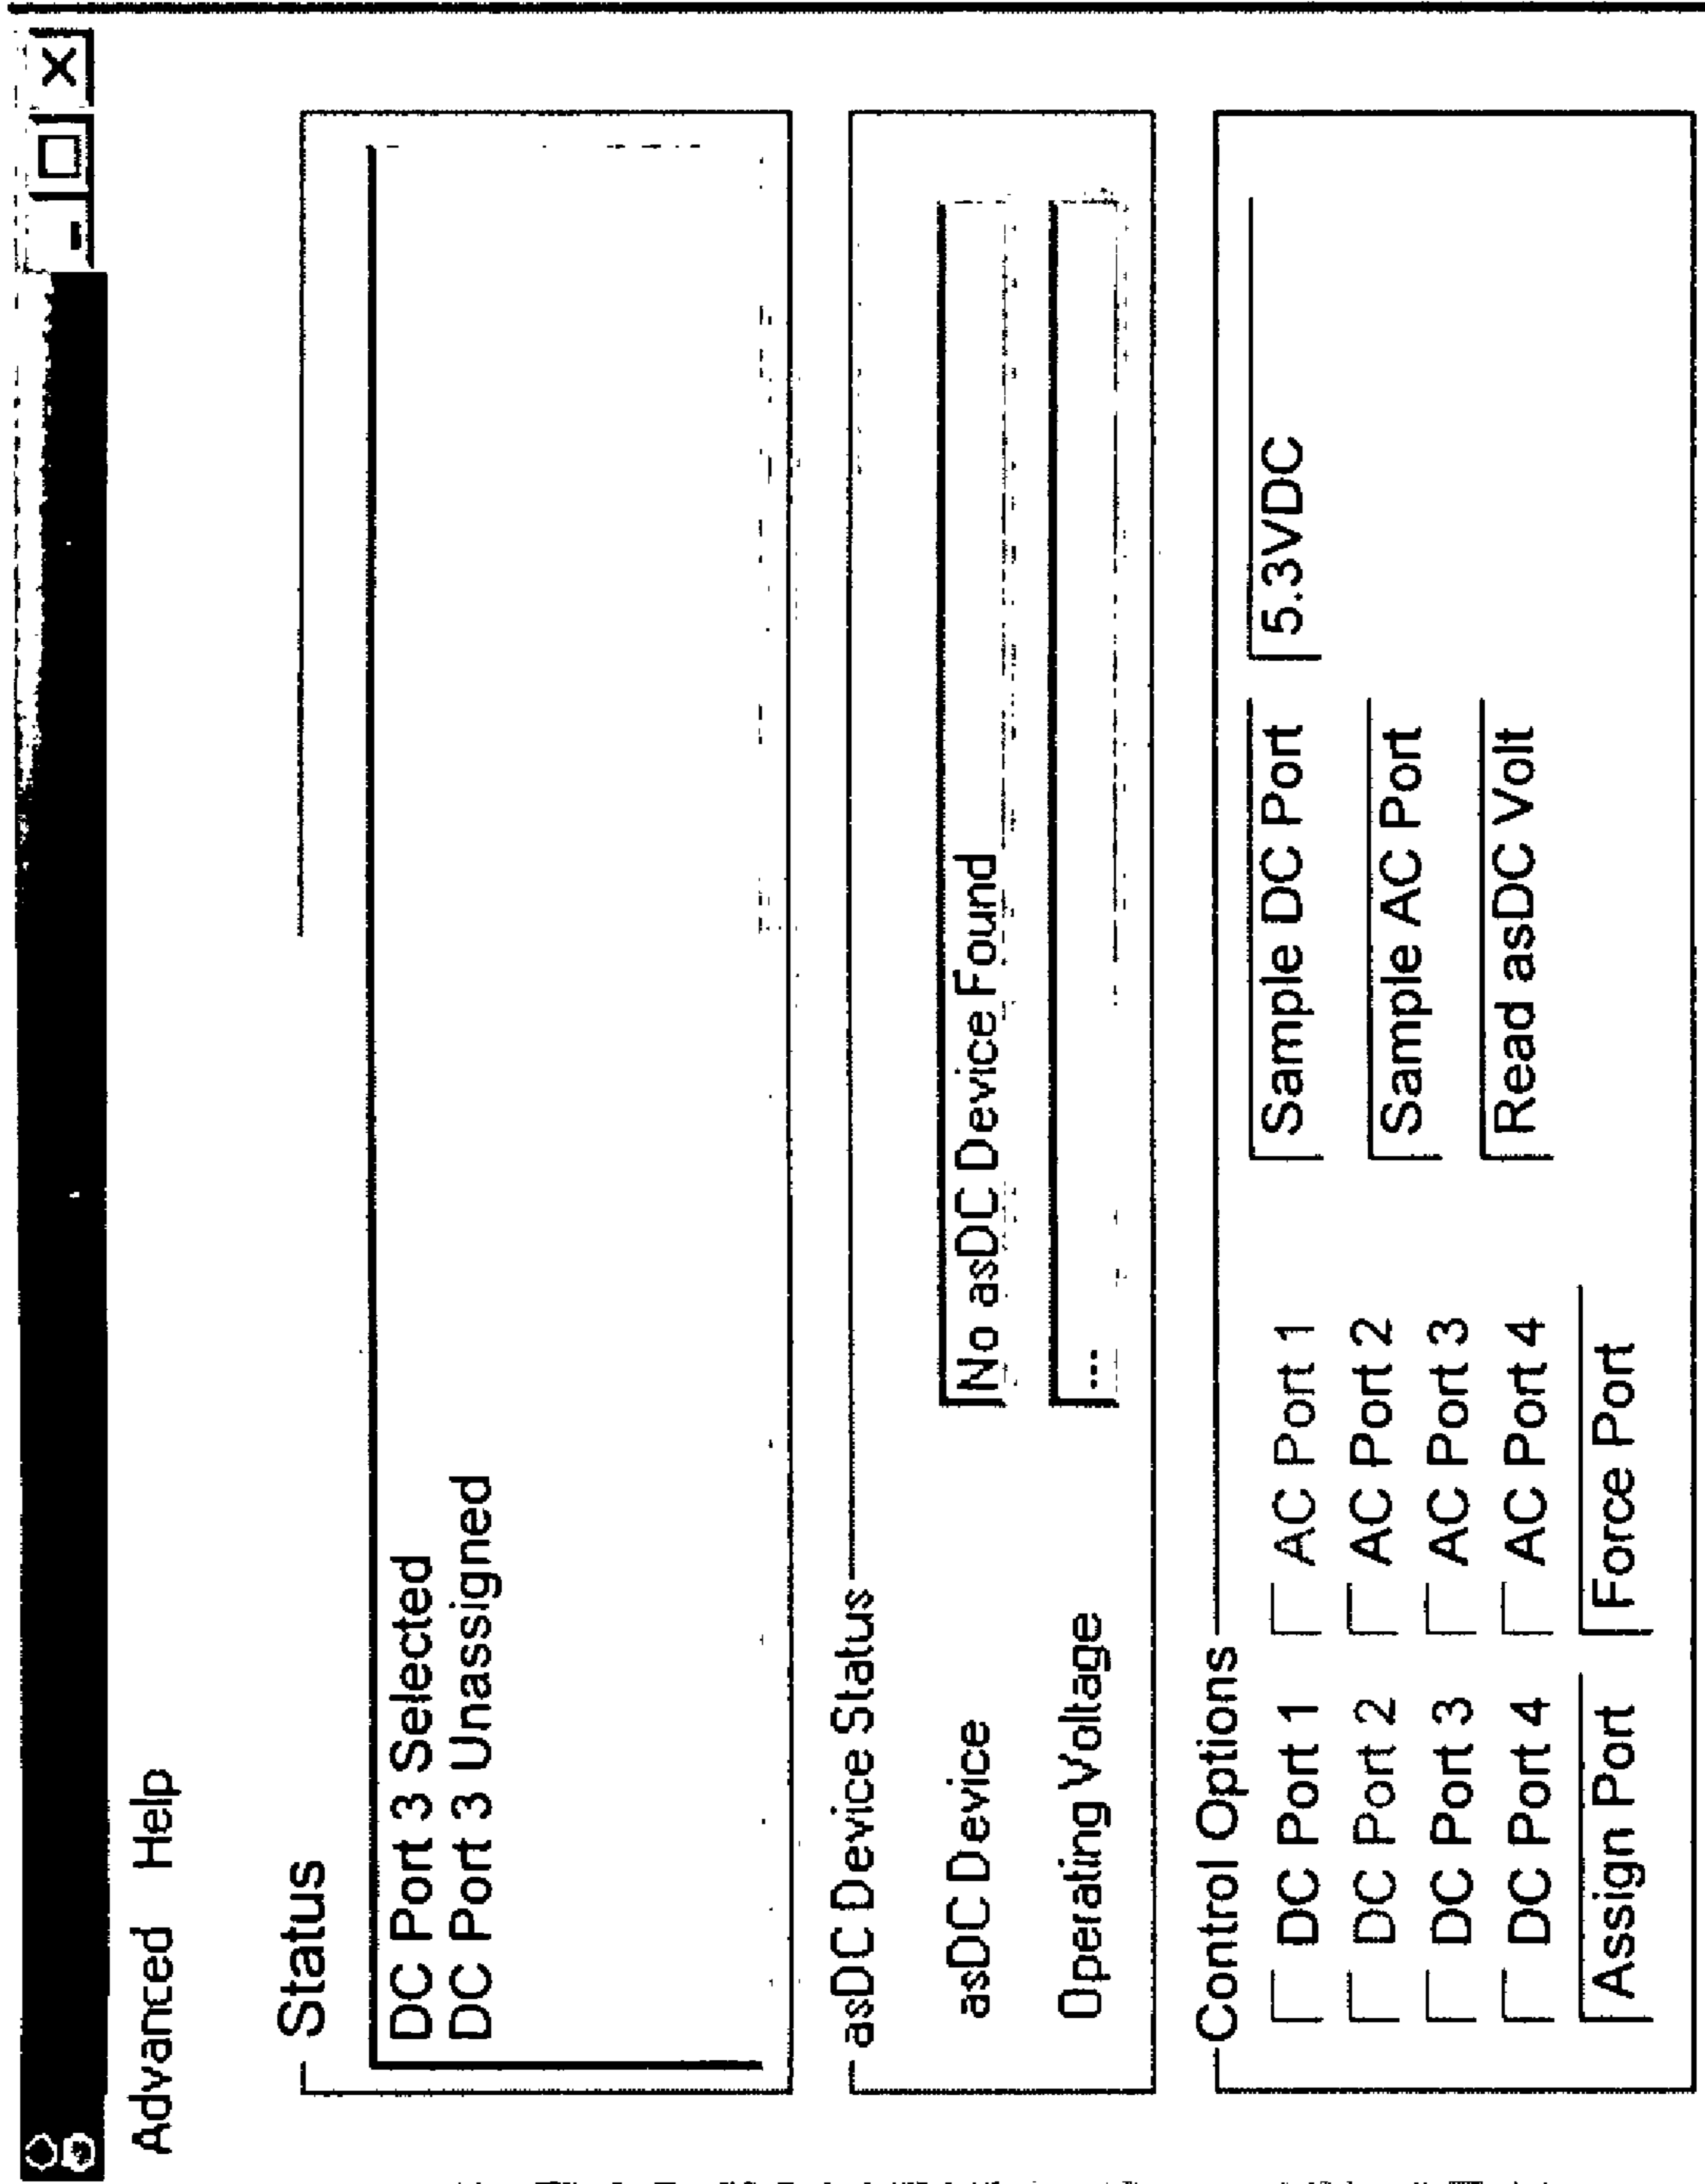 Advanced Help
Status
DC Port 3 Selected
DC Port 3 Unassigned
asDC Device Status
asDC Device No asDC Device Found
Operating Voltage ...
Control Options
DC Port 1 AC Port 1 Sample DC Port 5.3VDC
DC Port 2 AC Port 2 Sample AC Port
DC Port 3 AC Port 3
DC Port 4 AC Port 4 Read asDC Volt
Assign Port Force Port